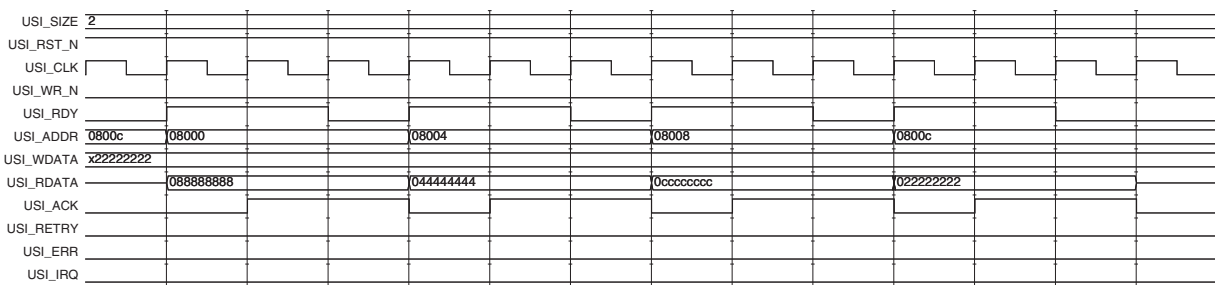 USI_SIZE 2
USI_RST_N
USI_CLK
USI_WR_N
USI_RDY
USI_ADDR 0800c 08000 08004 08008 0800c
USI_WDATA x22222222
USI_RDATA 088888888 044444444 0cccccccc 022222222
USI_ACK
USI_RETRY
USI_ERR
USI_IRQ